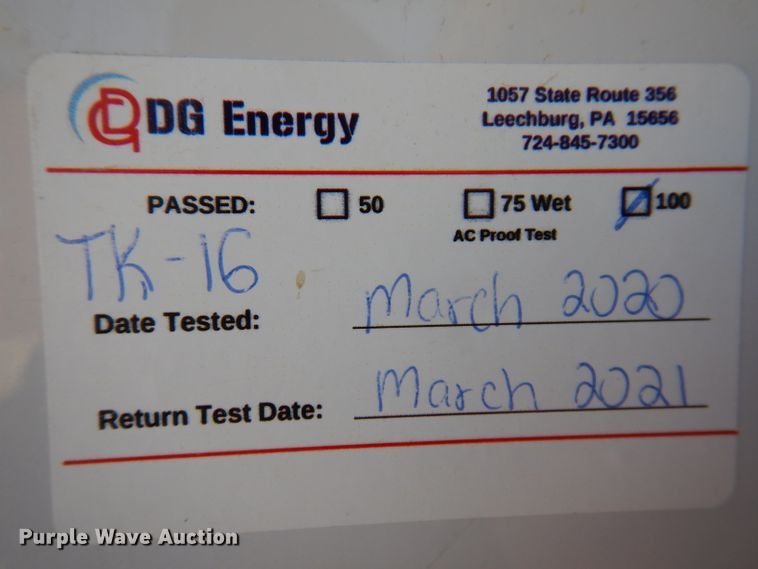 DG Energy
1057 State Route 356
Leechburg, PA 15656
724-845-7300
PASSED: 50 75 Wet 100
AC Proof Test
TK-16
Date Tested: March 2020
Return Test Date: March 2021
Purple Wave Auction